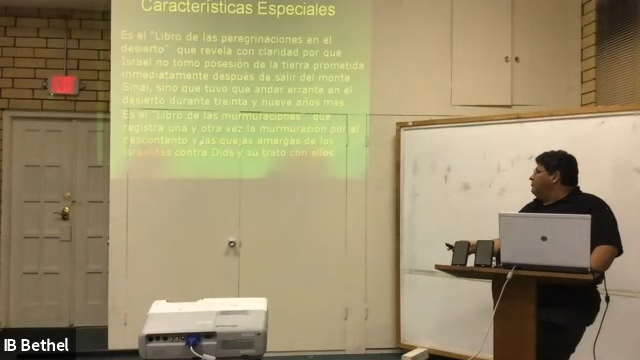 Características Especiales
Es el "Libro de las peregrinaciones en el
desierto" que revela con claridad por que
Israel no tomo posesión de la tierra prometida
inmediatamente después de salir del monte
Sinaí, sino que tuvo que andar errante en el
desierto durante treinta y nueve años mas.
Es el "Libro de las murmuraciones" que
registra una y otra vez la murmuración por el
descontento y las quejas amargas de los
israelitas contra Dios y su trato con ellos.
EXIT
IB Bethel